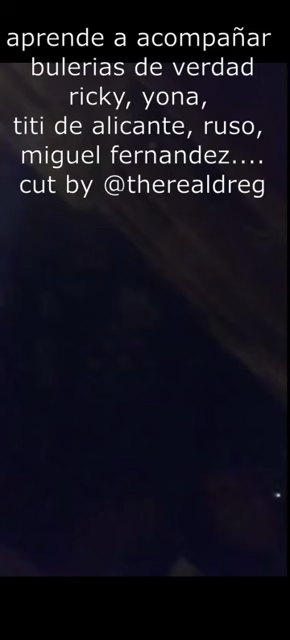 aprende a acompañar
bulerias de verdad
ricky, yona,
titi de alicante, ruso,
miguel fernandez....
cut by @therealdreg